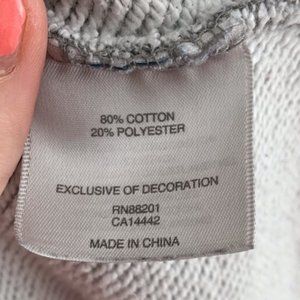 80% COTTON
20% POLYESTER
EXCLUSIVE OF DECORATION
RN88201
CA14442
MADE IN CHINA